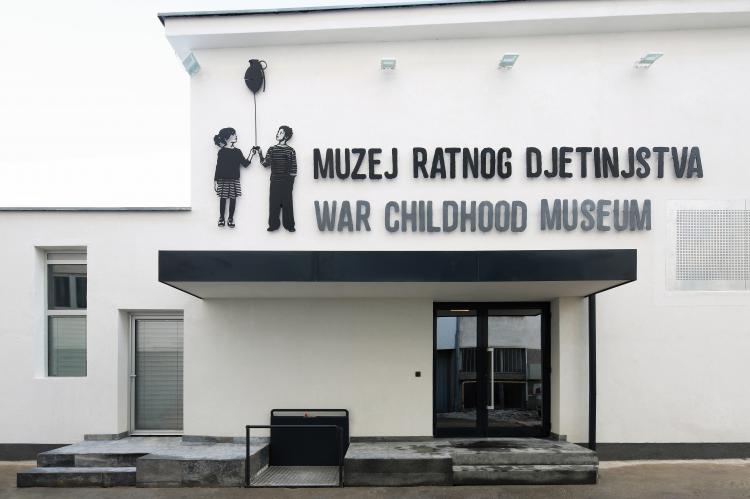 MUZEJ RATNOG DJETINJSTVA
WAR CHILDHOOD MUSEUM